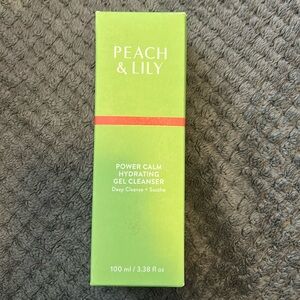 PEACH
& LILY
POWER CALM
HYDRATING
GEL CLEANSER
Deep Cleanse + Soothe
100 ml / 3.38 fl oz